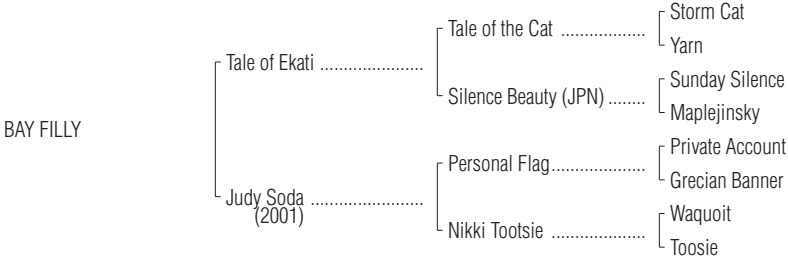 Storm Cat
Tale of the Cat ..................
Yarn
Tale of Ekati ......................
Sunday Silence
Silence Beauty (JPN) ........
Maplejinsky
BAY FILLY
Private Account
Personal Flag....................
Grecian Banner
Judy Soda ........................
(2001)
Waquoit
Nikki Tootsie ....................
Toosie